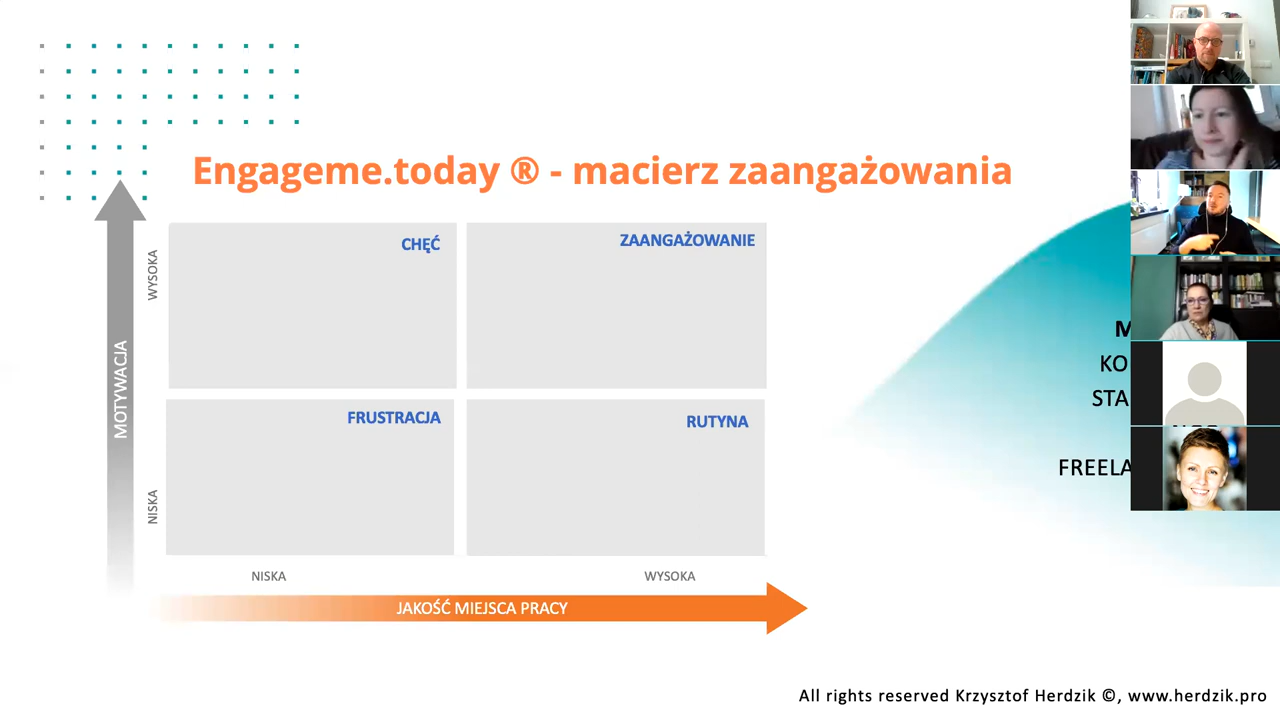 Engageme.today ® - macierz zaangażowania
WYSOKA
CHĘĆ
ZAANGAŻOWANIE
MOTYWACJA
FRUSTRACJA
RUTYNA
NISKA
NISKA
WYSOKA
JAKOŚĆ MIEJSCA PRACY
M
KO
STA
FREELA
All rights reserved Krzysztof Herdzik ©, www.herdzik.pro